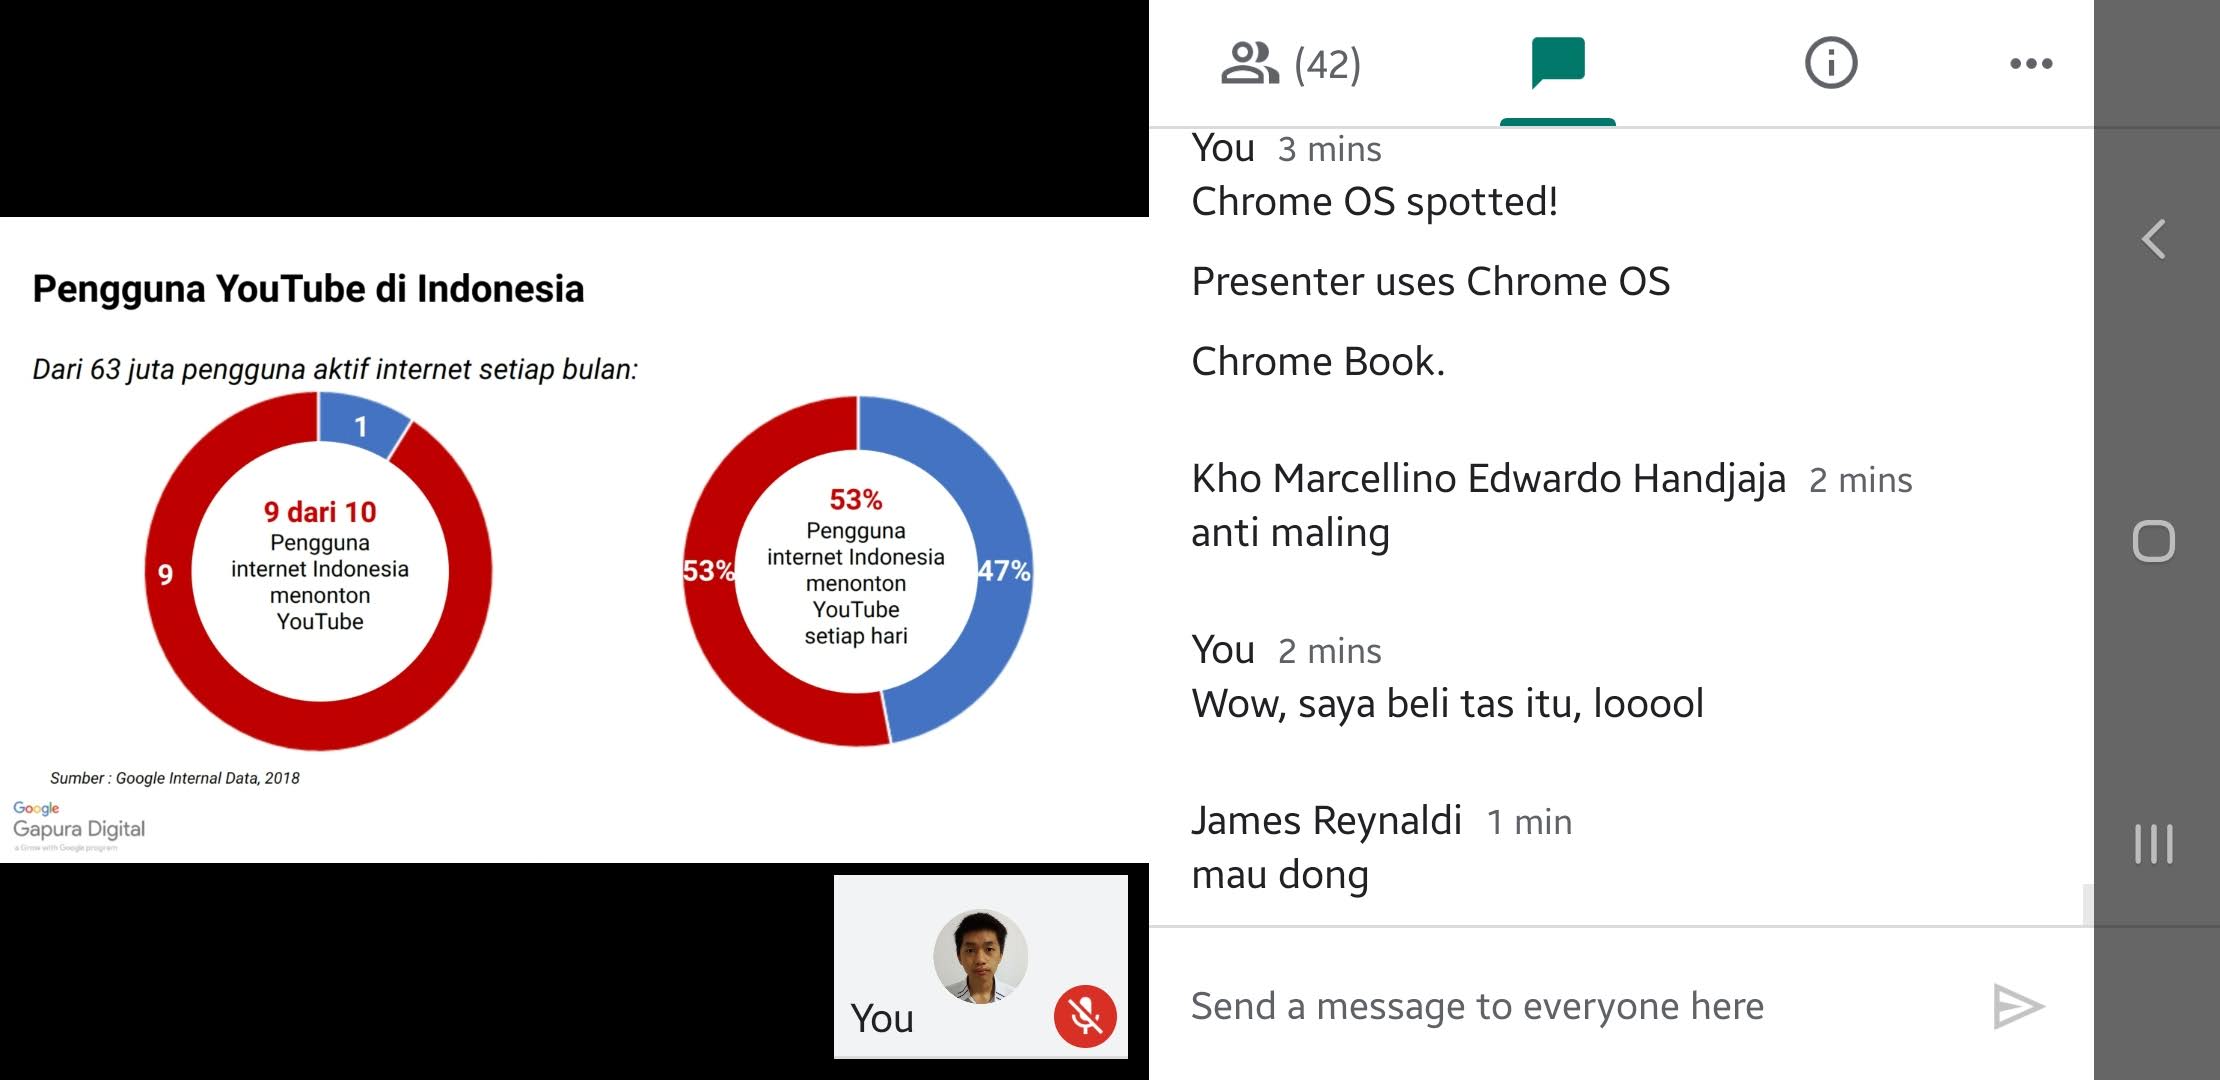 Pengguna YouTube di Indonesia
Dari 63 juta pengguna aktif internet setiap bulan:
1
9
9 dari 10
Pengguna
internet Indonesia
menonton
YouTube
53%
47%
53%
Pengguna
internet Indonesia
menonton
YouTube
setiap hari
Sumber : Google Internal Data, 2018
Google
Gapura Digital
a Grow with Google program
You
(42)
You 3 mins
Chrome OS spotted!
Presenter uses Chrome OS
Chrome Book.
Kho Marcellino Edwardo Handjaja 2 mins
anti maling
You 2 mins
Wow, saya beli tas itu, looool
James Reynaldi 1 min
mau dong
Send a message to everyone here